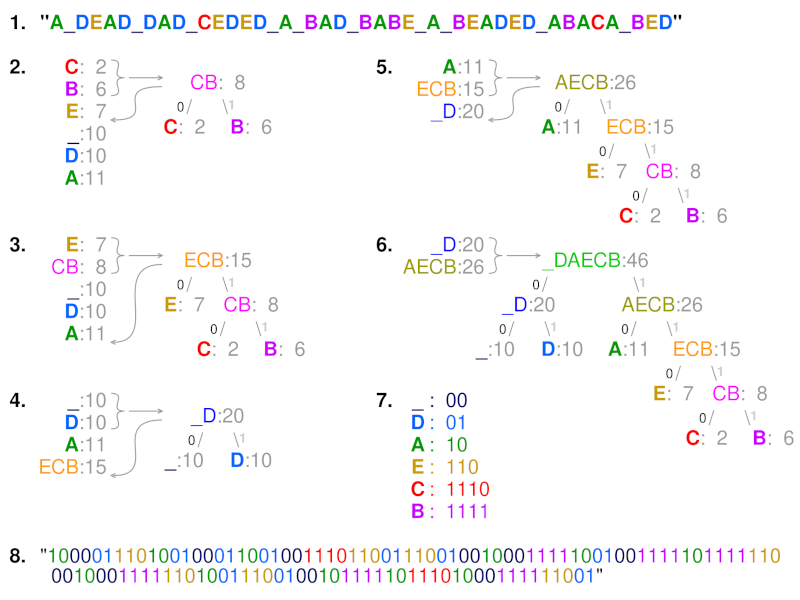 1. "A_DEAD_DAD_CEDED_A_BAD_BABE_A_BEADED_ABACA_BED"
2.
C: 2
B: 6
E: 7
_:10
D:10
A:11
CB: 8
0 1
C: 2 B: 6
3.
E: 7
CB: 8
_:10
D:10
A:11
ECB:15
0 1
E: 7 CB: 8
0 1
C: 2 B: 6
4.
_:10
D:10
A:11
ECB:15
_D:20
0 1
_:10 D:10
5.
A:11
ECB:15
_D:20
AECB:26
0 1
A:11 ECB:15
0 1
E: 7 CB: 8
0 1
C: 2 B: 6
6.
_D:20
AECB:26
_DAECB:46
0 1
_D:20 AECB:26
0 1 0 1
_:10 D:10 A:11 ECB:15
0 1
E: 7 CB: 8
0 1
C: 2 B: 6
7.
_ : 00
D : 01
A : 10
E : 110
C : 1110
B : 1111
8. "100001110100100011001001110110011100100100011111001001111101111110
0010001111110100111001001011111011101000111111001"